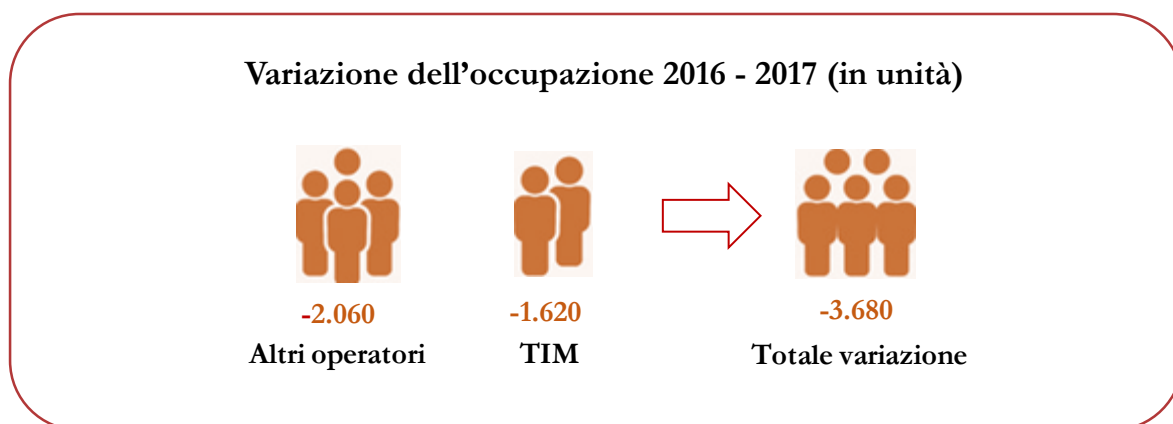 Variazione dell’occupazione 2016 - 2017 (in unità)
-2.060
-1.620
-3.680
Altri operatori
TIM
Totale variazione